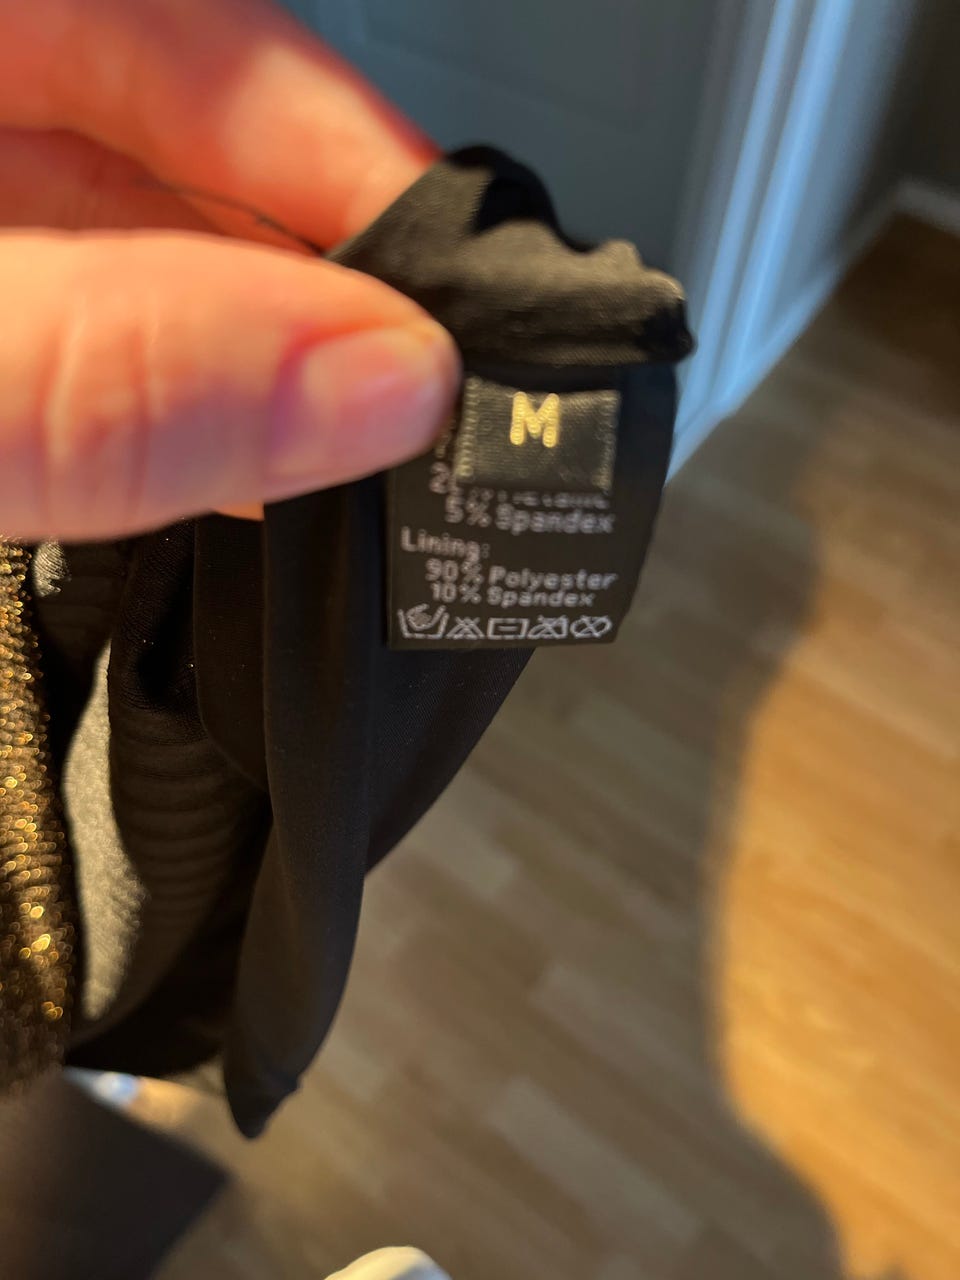 M
5% Spandex
Lining:
90% Polyester
10% Spandex